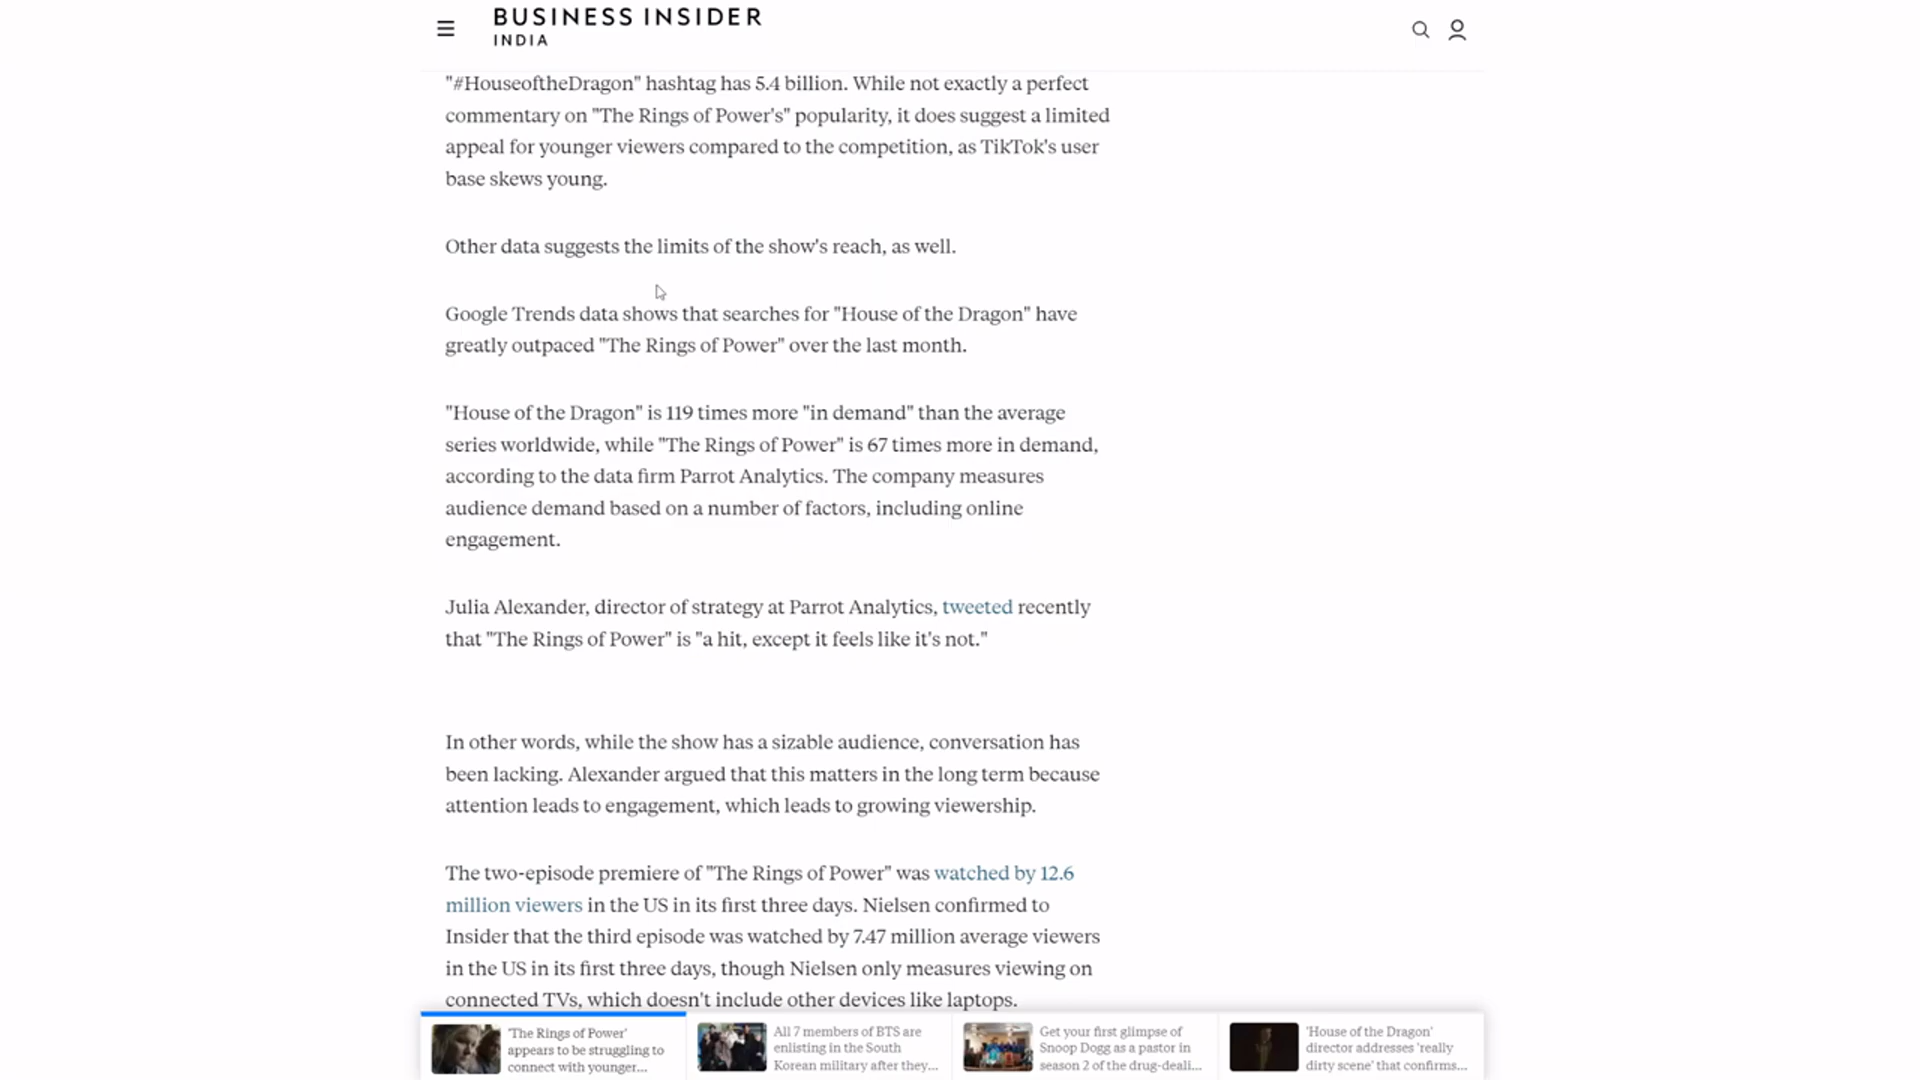 BUSINESS INSIDER
INDIA
"#HouseoftheDragon" hashtag has 5.4 billion. While not exactly a perfect
commentary on "The Rings of Power's" popularity, it does suggest a limited
appeal for younger viewers compared to the competition, as TikTok's user
base skews young.
Other data suggests the limits of the show's reach, as well.
Google Trends data shows that searches for "House of the Dragon" have
greatly outpaced "The Rings of Power" over the last month.
"House of the Dragon" is 119 times more "in demand" than the average
series worldwide, while "The Rings of Power" is 67 times more in demand,
according to the data firm Parrot Analytics. The company measures
audience demand based on a number of factors, including online
engagement.
Julia Alexander, director of strategy at Parrot Analytics, tweeted recently
that "The Rings of Power" is "a hit, except it feels like it's not."
In other words, while the show has a sizable audience, conversation has
been lacking. Alexander argued that this matters in the long term because
attention leads to engagement, which leads to growing viewership.
The two-episode premiere of "The Rings of Power" was watched by 12.6
million viewers in the US in its first three days. Nielsen confirmed to
Insider that the third episode was watched by 7.47 million average viewers
in the US in its first three days, though Nielsen only measures viewing on
connected TVs, which doesn't include other devices like laptops.
'The Rings of Power'
appears to be struggling to
connect with younger...
All 7 members of BTS are
enlisting in the South
Korean military after they...
Get your first glimpse of
Snoop Dogg as a pastor in
season 2 of the drug-deali...
'House of the Dragon'
director addresses 'really
dirty scene' that confirms...